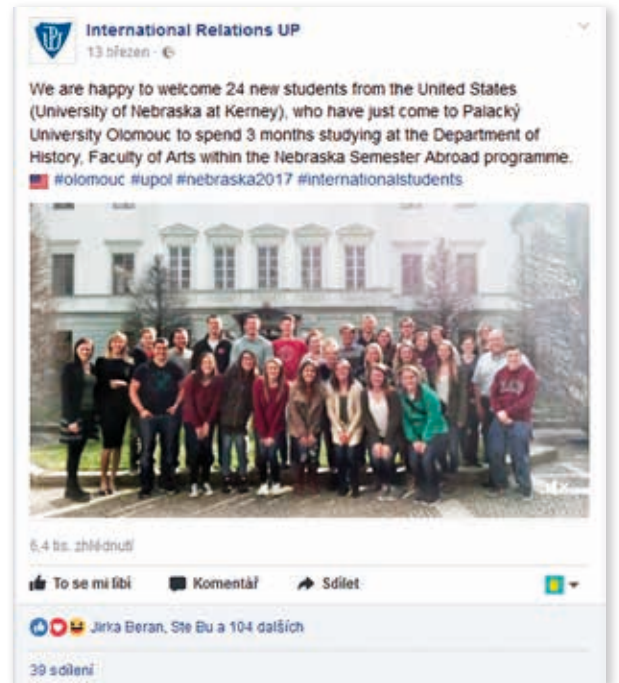 International Relations UP
13 březen
We are happy to welcome 24 new students from the United States
(University of Nebraska at Kerney), who have just come to Palacký
University Olomouc to spend 3 months studying at the Department of
History, Faculty of Arts within the Nebraska Semester Abroad programme.
#olomouc #upol #nebraska2017 #internationalstudents
6,4 tis. zhlédnutí
To se mi líbí Komentář Sdílet
Jirka Beran, Ste Bu a 104 dalších
39 sdílení